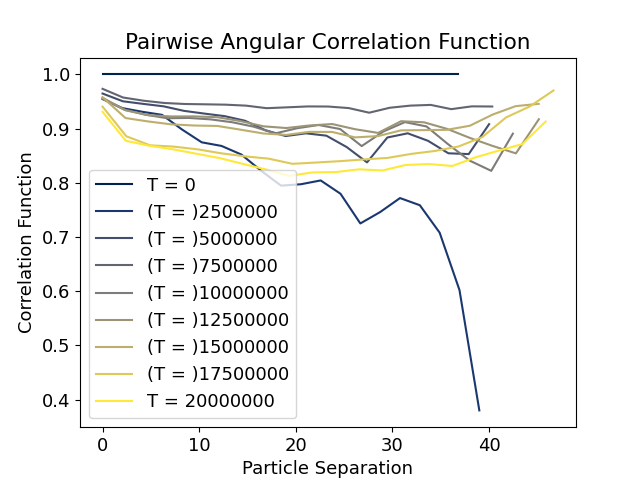 Pairwise Angular Correlation Function
1.0
0.9
0.8
0.7
0.6
0.5
0.4
Correlation Function
T = 0
(T = )2500000
(T = )5000000
(T = )7500000
(T = )10000000
(T = )12500000
(T = )15000000
(T = )17500000
T = 20000000
0 10 20 30 40
Particle Separation